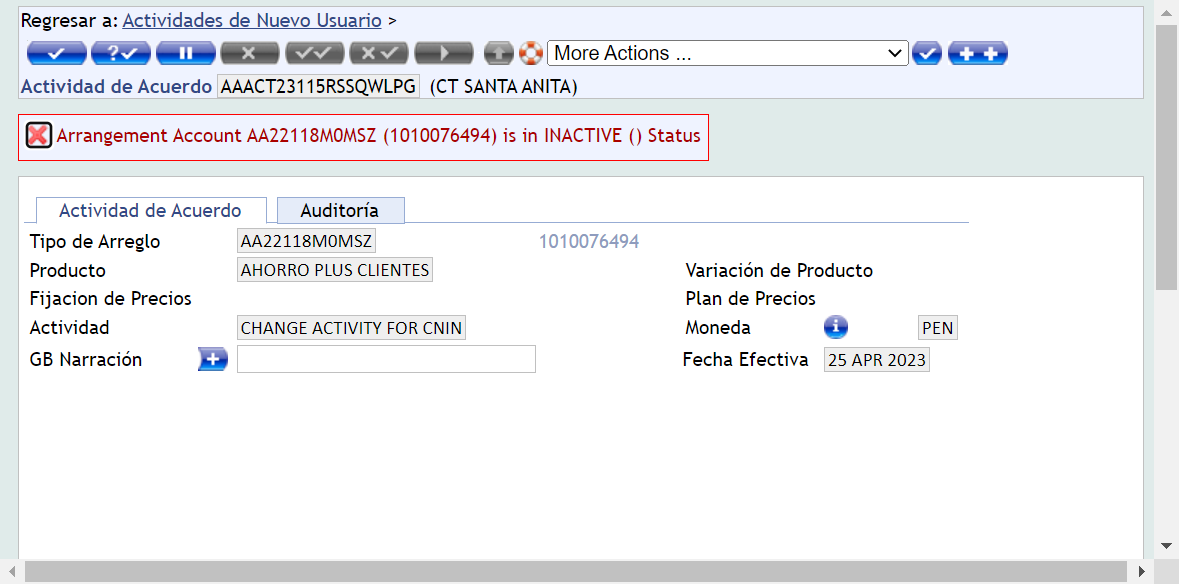 Regresar a: Actividades de Nuevo Usuario >
More Actions ...
Actividad de Acuerdo AAACT23115RSSQWLPG (CT SANTA ANITA)
Arrangement Account AA22118M0MSZ (1010076494) is in INACTIVE () Status
Actividad de Acuerdo Auditoría
Tipo de Arreglo AA22118M0MSZ 1010076494
Producto AHORRO PLUS CLIENTES Variación de Producto
Fijacion de Precios Plan de Precios
Actividad CHANGE ACTIVITY FOR CNIN Moneda PEN
GB Narración Fecha Efectiva 25 APR 2023